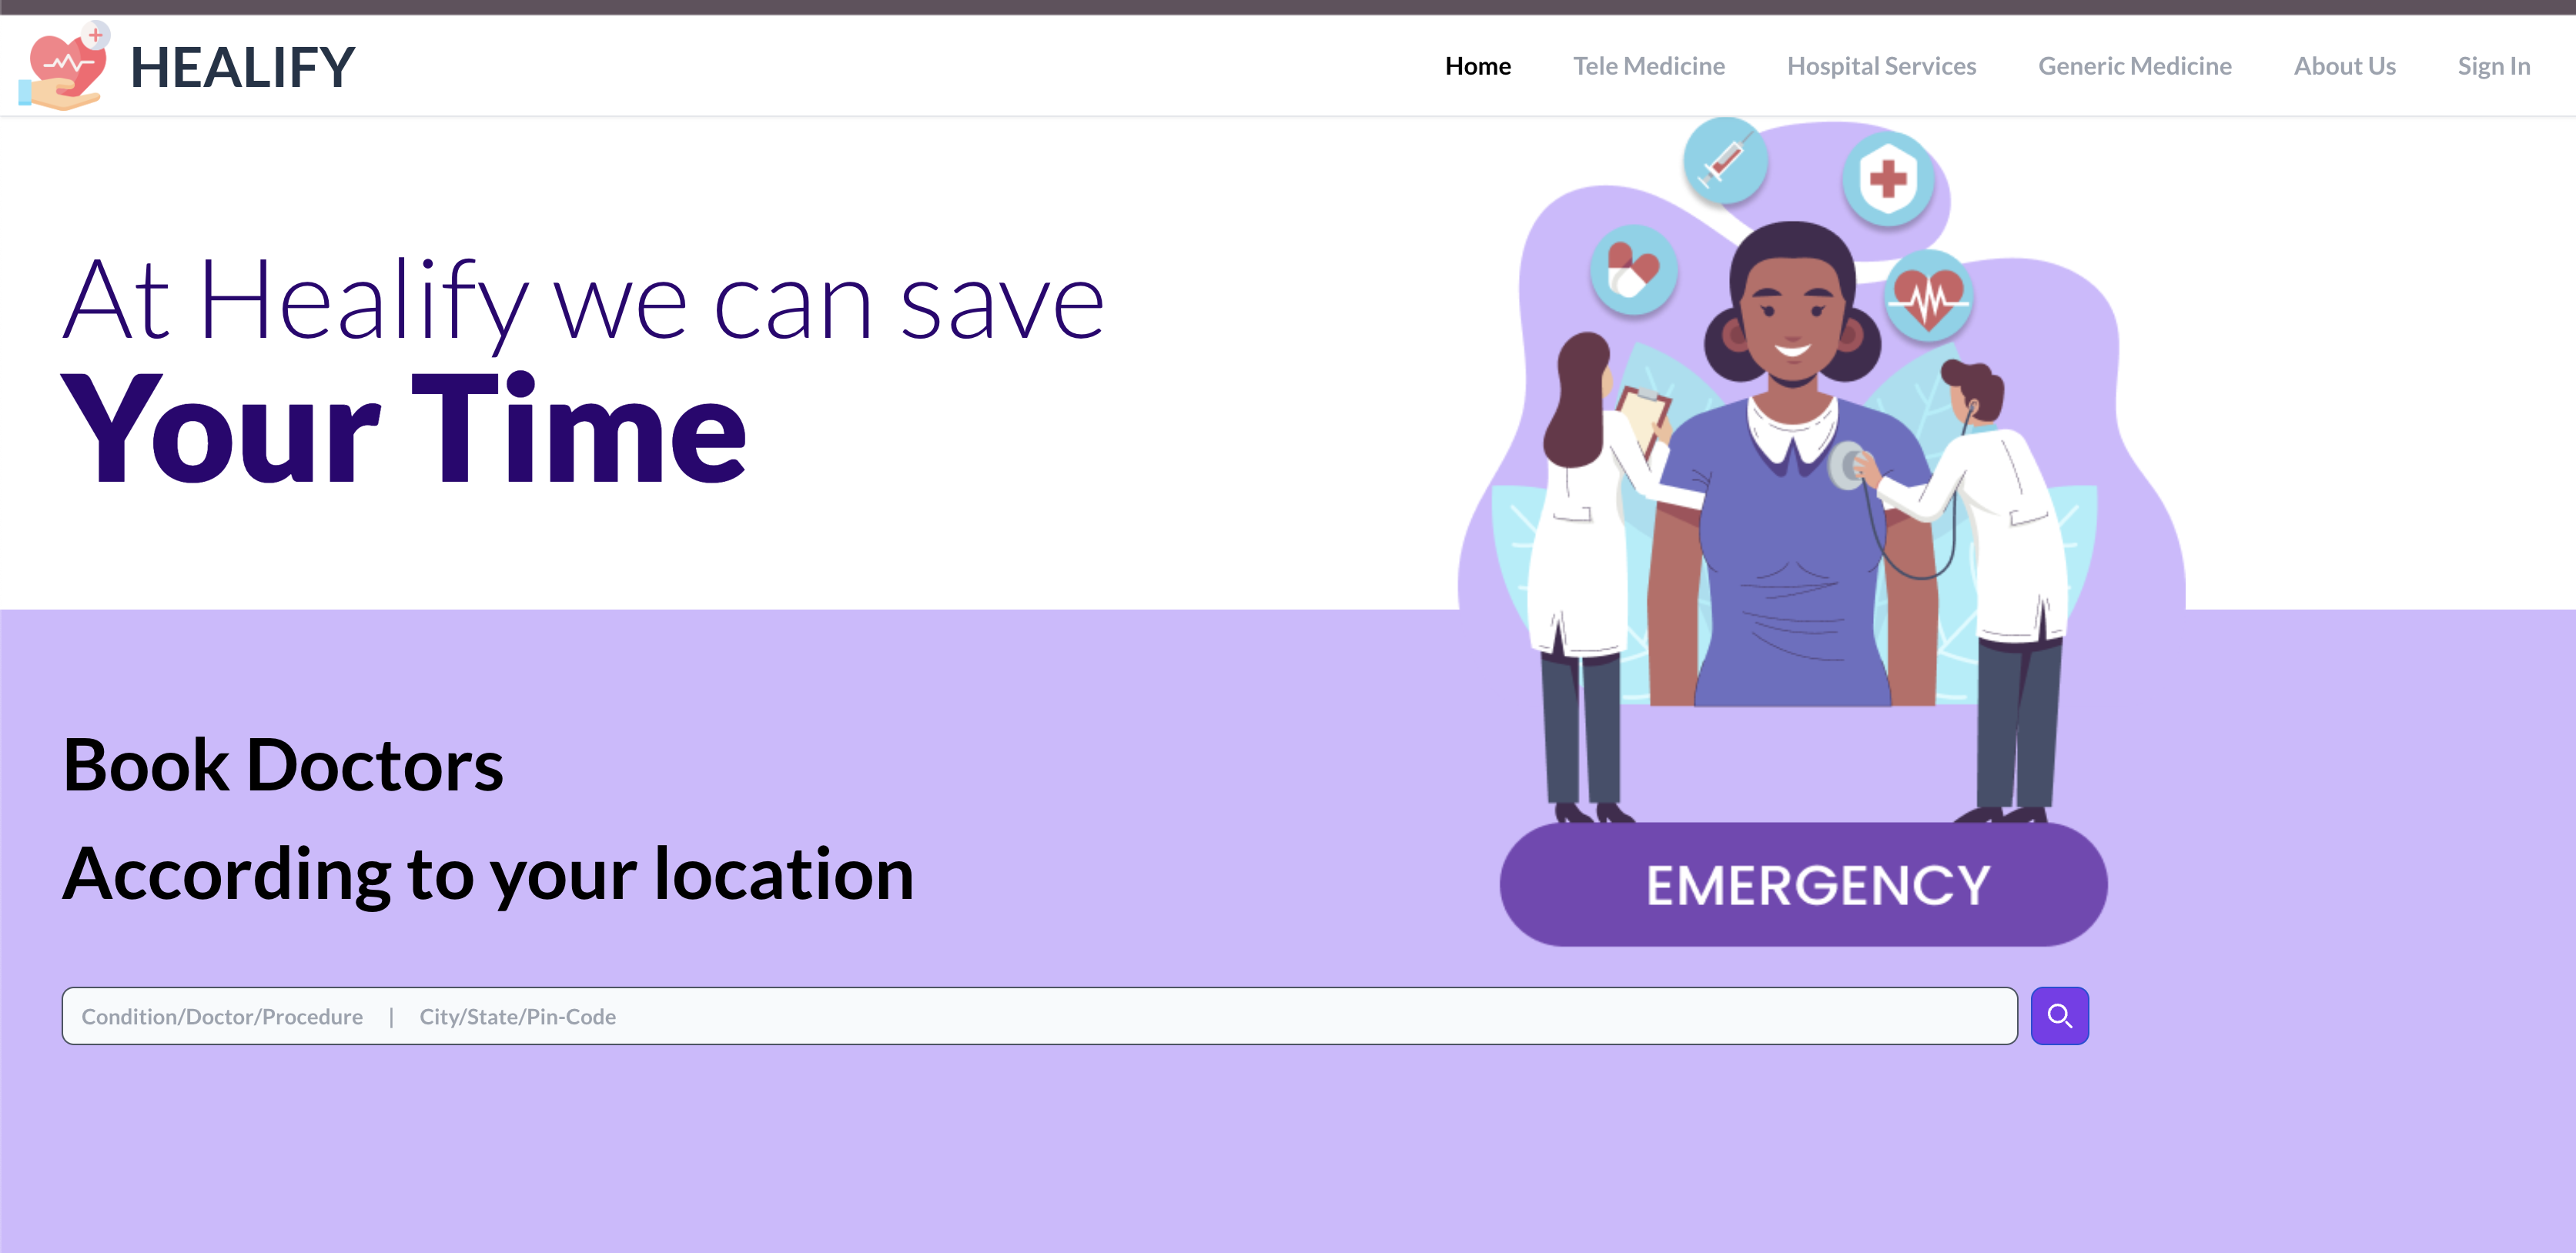 HEALIFY
Home
Tele Medicine
Hospital Services
Generic Medicine
About Us
Sign In
At Healify we can save
Your Time
Book Doctors
According to your location
EMERGENCY
Condition/Doctor/Procedure | City/State/Pin-Code